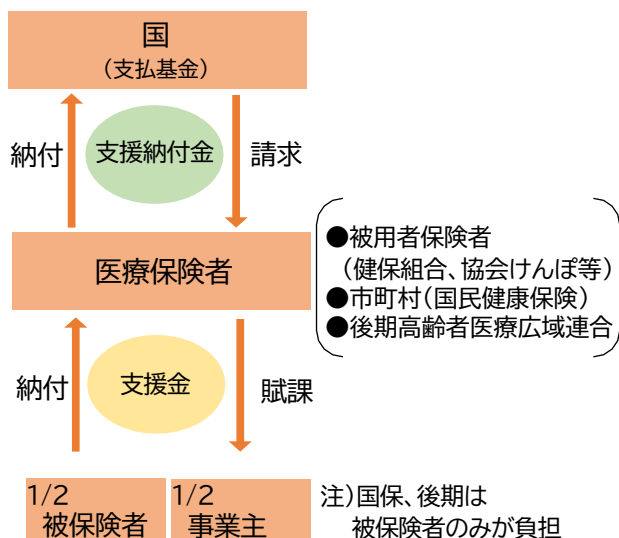 国
（支払基金）
納付
支援納付金
請求
医療保険者
●被用者保険者
（健保組合、協会けんぽ等）
●市町村（国民健康保険）
●後期高齢者医療広域連合
納付
支援金
賦課
1/2
被保険者
1/2
事業主
注）国保、後期は
被保険者のみが負担